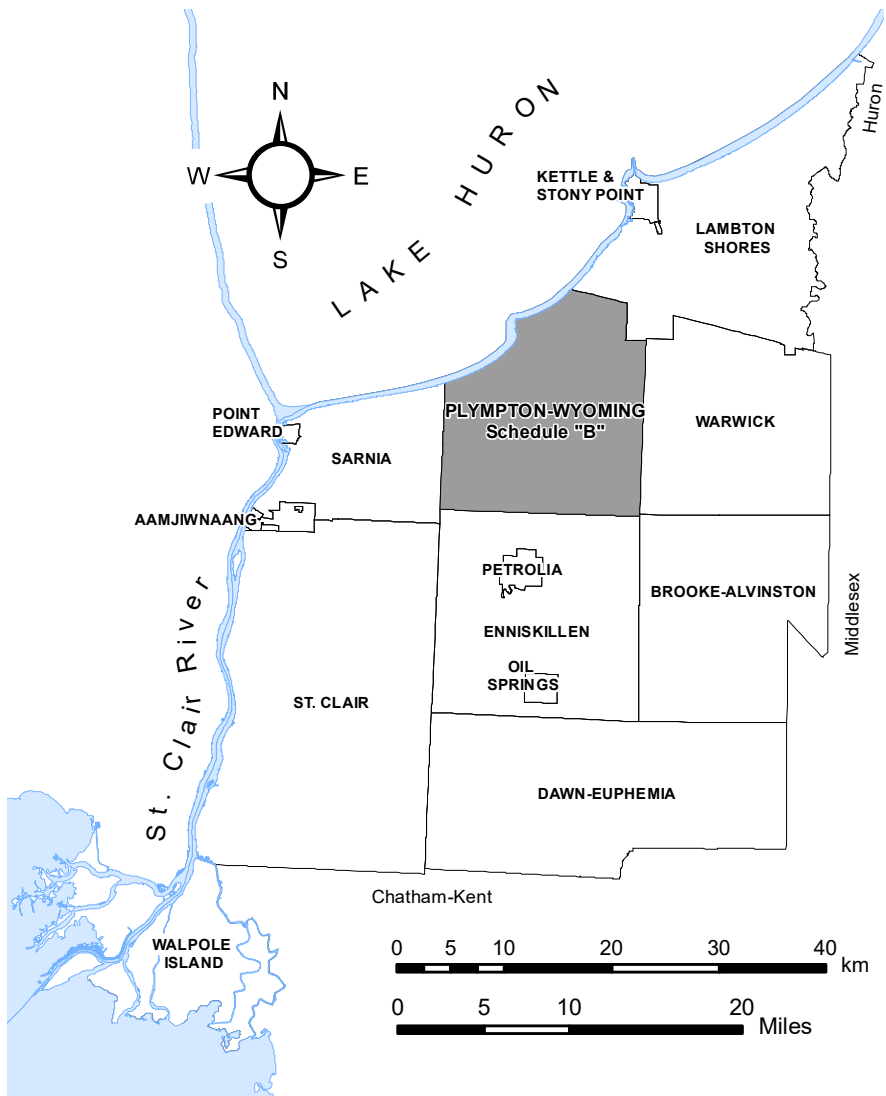 N
W
E
S
LAKE HURON
Huron
KETTLE &
STONY POINT
LAMBTON
SHORES
POINT
EDWARD
PLYMPTON-WYOMING
Schedule "B"
WARWICK
SARNIA
AAMJIWNAANG
PETROLIA
BROOKE-ALVINSTON
Middlesex
ENNISKILLEN
OIL
SPRINGS
ST. CLAIR
St. Clair River
DAWN-EUPHEMIA
Chatham-Kent
WALPOLE
ISLAND
0 5 10 20 30 40
km
0 5 10 20
Miles